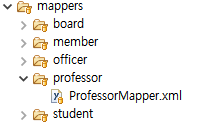 mappers
board
member
officer
professor
ProfessorMapper.xml
student